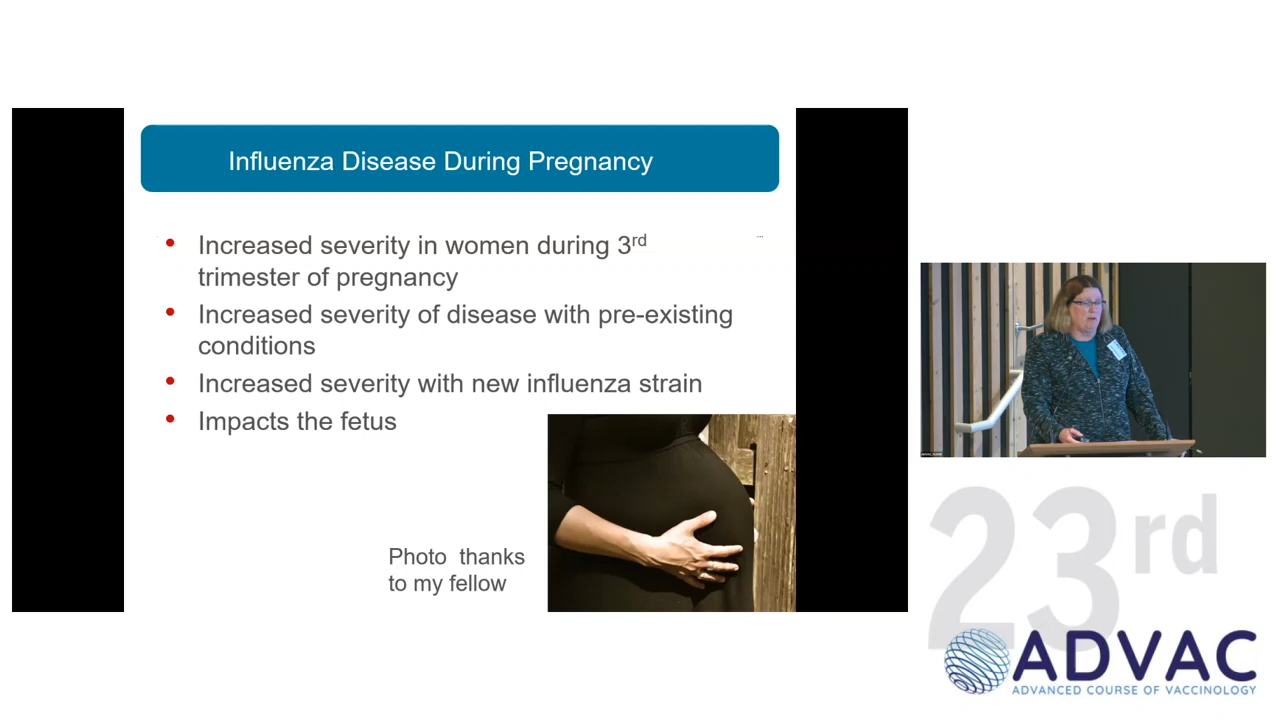 Influenza Disease During Pregnancy
• Increased severity in women during 3rd
trimester of pregnancy
• Increased severity of disease with pre-existing
conditions
• Increased severity with new influenza strain
• Impacts the fetus
Photo thanks
to my fellow
23rd
ADVAC
ADVANCED COURSE OF VACCINOLOGY